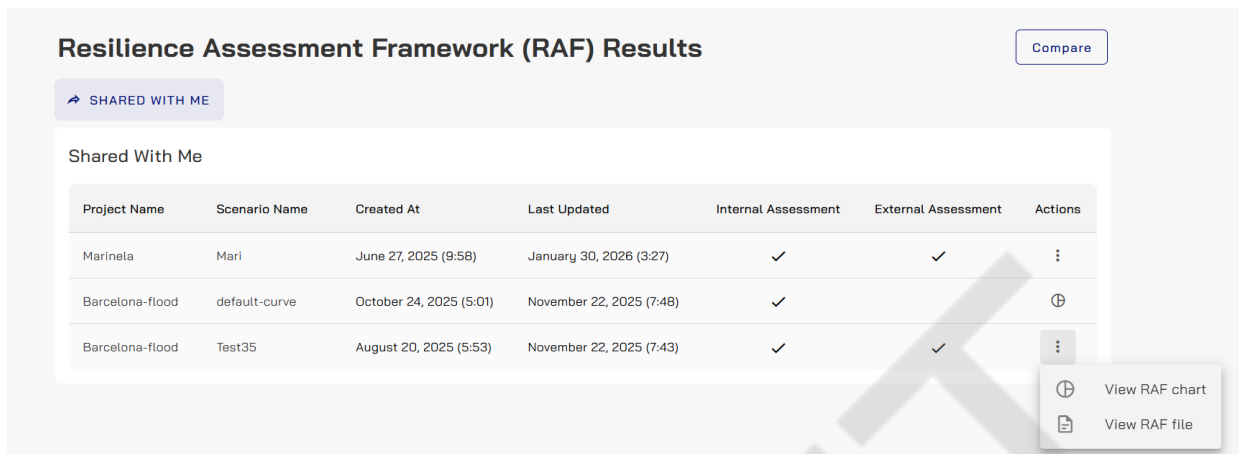 Resilience Assessment Framework (RAF) Results
Compare
SHARED WITH ME
Shared With Me
Project Name Scenario Name Created At Last Updated Internal Assessment External Assessment Actions
Marinela Mari June 27, 2025 (9:58) January 30, 2026 (3:27)
Barcelona-flood default-curve October 24, 2025 (5:01) November 22, 2025 (7:48)
Barcelona-flood Test35 August 20, 2025 (5:53) November 22, 2025 (7:43)
View RAF chart
View RAF file